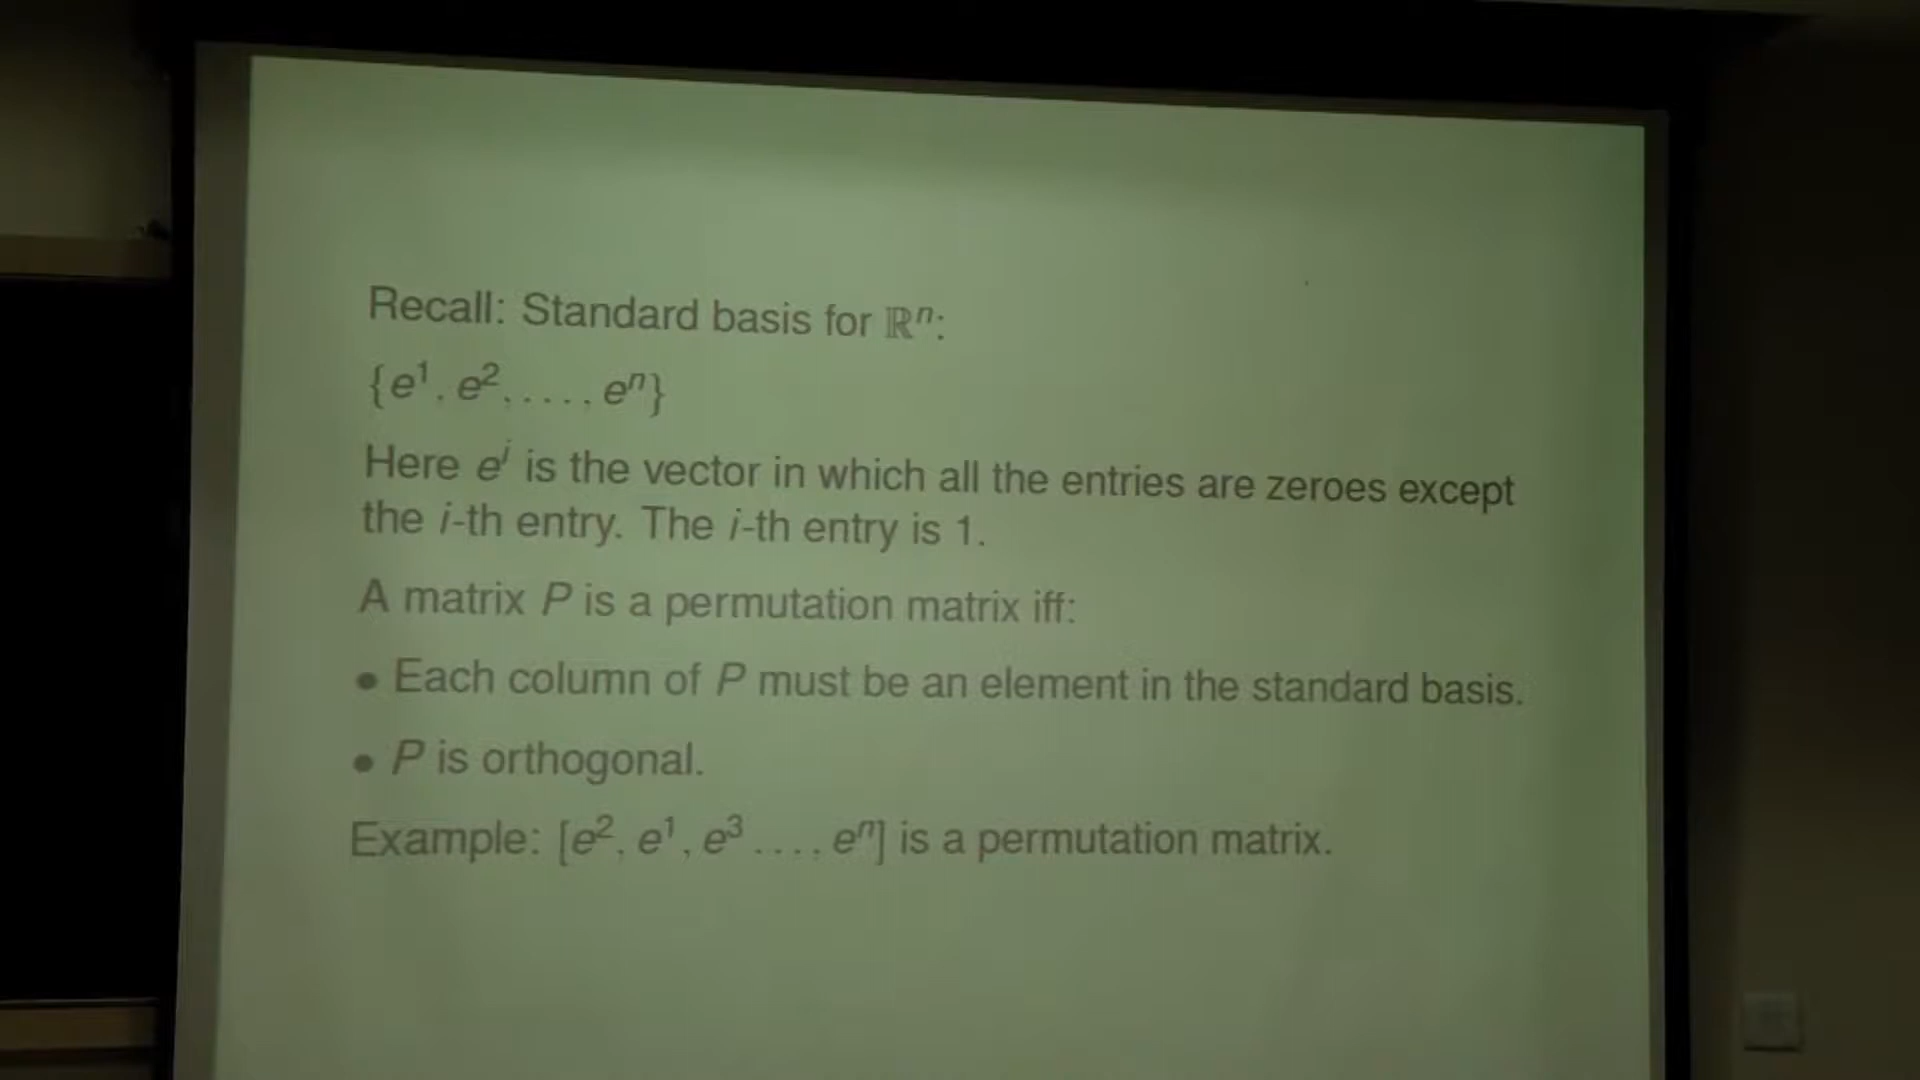 Recall: Standard basis for ℝⁿ:
{e¹, e², . . . . , eⁿ}
Here eⁱ is the vector in which all the entries are zeroes except
the i-th entry. The i-th entry is 1.
A matrix P is a permutation matrix iff:
• Each column of P must be an element in the standard basis.
• P is orthogonal.
Example: [e², e¹, e³ . . . , eⁿ] is a permutation matrix.